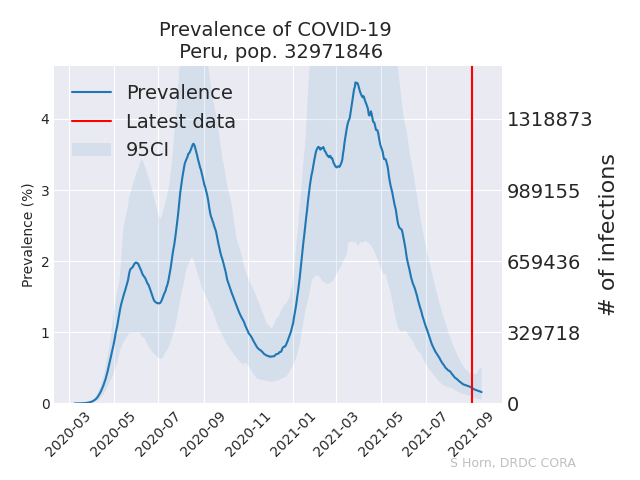 Prevalence of COVID-19
Peru, pop. 32971846
Prevalence
Latest data
95CI
Prevalence (%)
4
3
2
1
0
1318873
989155
659436
329718
0
# of infections
2020-03
2020-05
2020-07
2020-09
2020-11
2021-01
2021-03
2021-05
2021-07
2021-09
S Horn, DRDC CORA